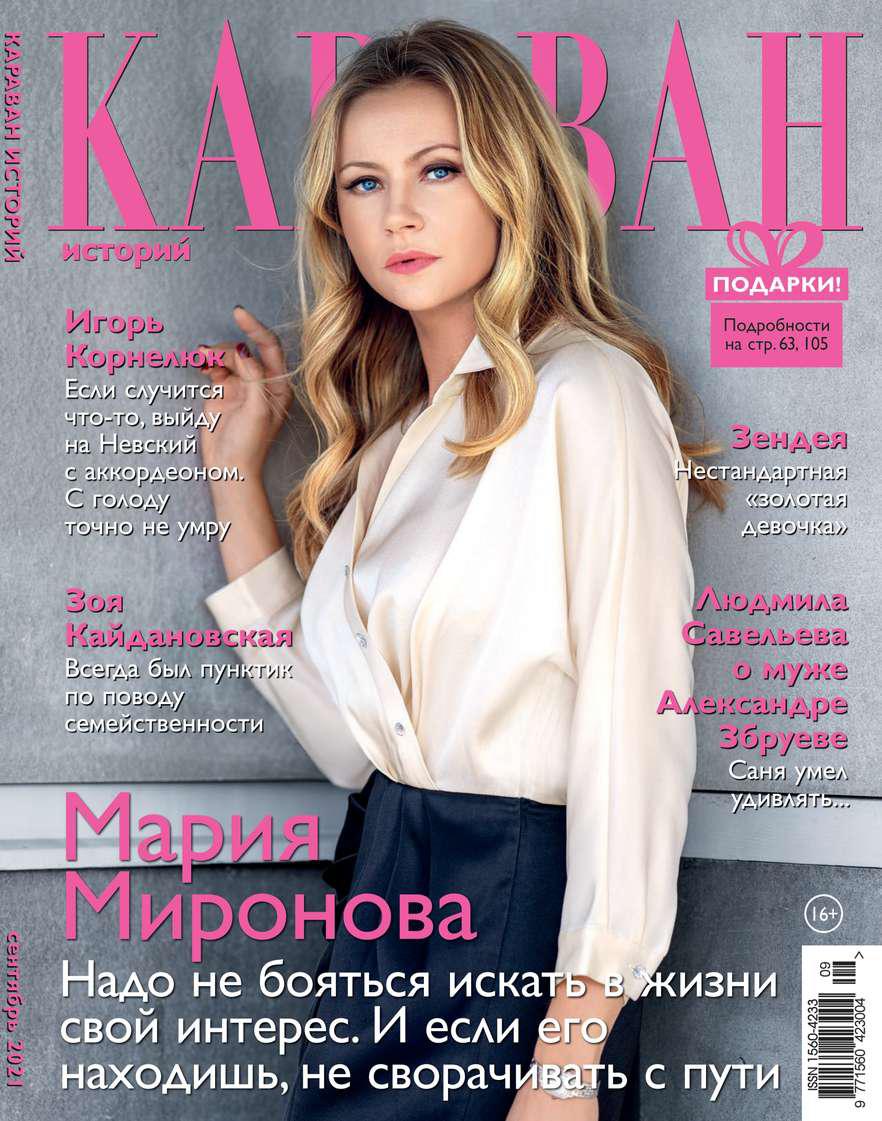 КАРАВАН ИСТОРИЙ
КАРАВАН
историй
ПОДАРКИ!
Подробности
на стр. 63, 105
Игорь
Корнелюк
Если случится
что-то, выйду
на Невский
с аккордеоном.
С голоду
точно не умру
Зендея
Нестандартная
«золотая
девочка»
Зоя
Кайдановская
Всегда был пунктик
по поводу
семейственности
Людмила
Савельева
о муже
Александре
Збруеве
Саня умел
удивлять...
Мария
Миронова
Надо не бояться искать в жизни
свой интерес. И если его
находишь, не сворачивать с пути
16+
сентябрь 2021
ISSN 1560-4233
9 771560 423004
09 >